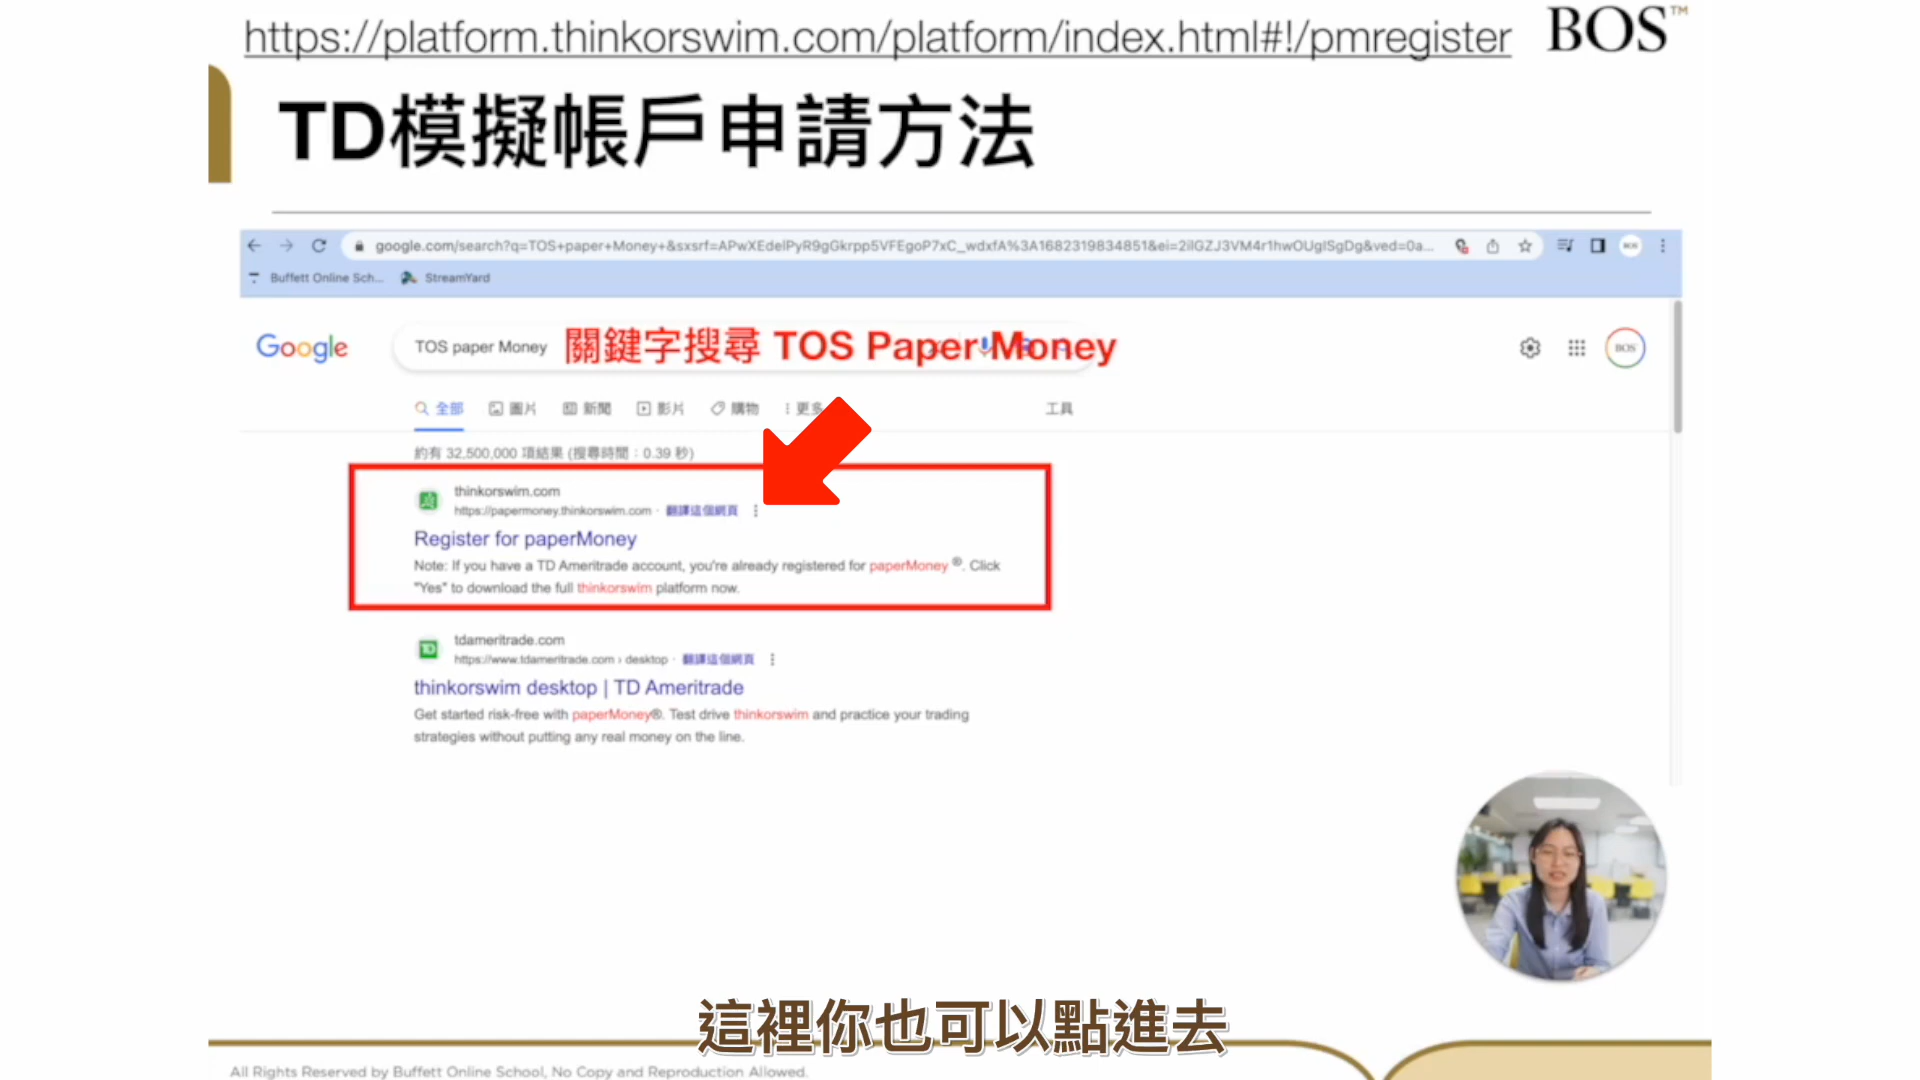 https://platform.thinkorswim.com/platform/index.html#!/pmregister
BOS™
TD模擬帳戶申請方法
google.com/search?q=TOS+paper+Money+&sxsrf=APwXEdelPyR9gGkrpp5VFEgoP7xC_wdxfA%3A1682319834851&ei=2ilGZJ3VM4r1hwOUgISgDg&ved=0a...
Buffett Online Sch... StreamYard
Google
TOS paper Money
關鍵字搜尋 TOS Paper Money
BOS
全部 圖片 新聞 影片 購物 更多 工具
約有 32,500,000 項結果 (搜尋時間：0.39 秒)
thinkorswim.com
https://papermoney.thinkorswim.com · 翻譯這個網頁
Register for paperMoney
Note: If you have a TD Ameritrade account, you're already registered for paperMoney ®. Click
"Yes" to download the full thinkorswim platform now.
tdameritrade.com
https://www.tdameritrade.com › desktop · 翻譯這個網頁
thinkorswim desktop | TD Ameritrade
Get started risk-free with paperMoney®. Test drive thinkorswim and practice your trading
strategies without putting any real money on the line.
這裡你也可以點進去
All Rights Reserved by Buffett Online School, No Copy and Reproduction Allowed.